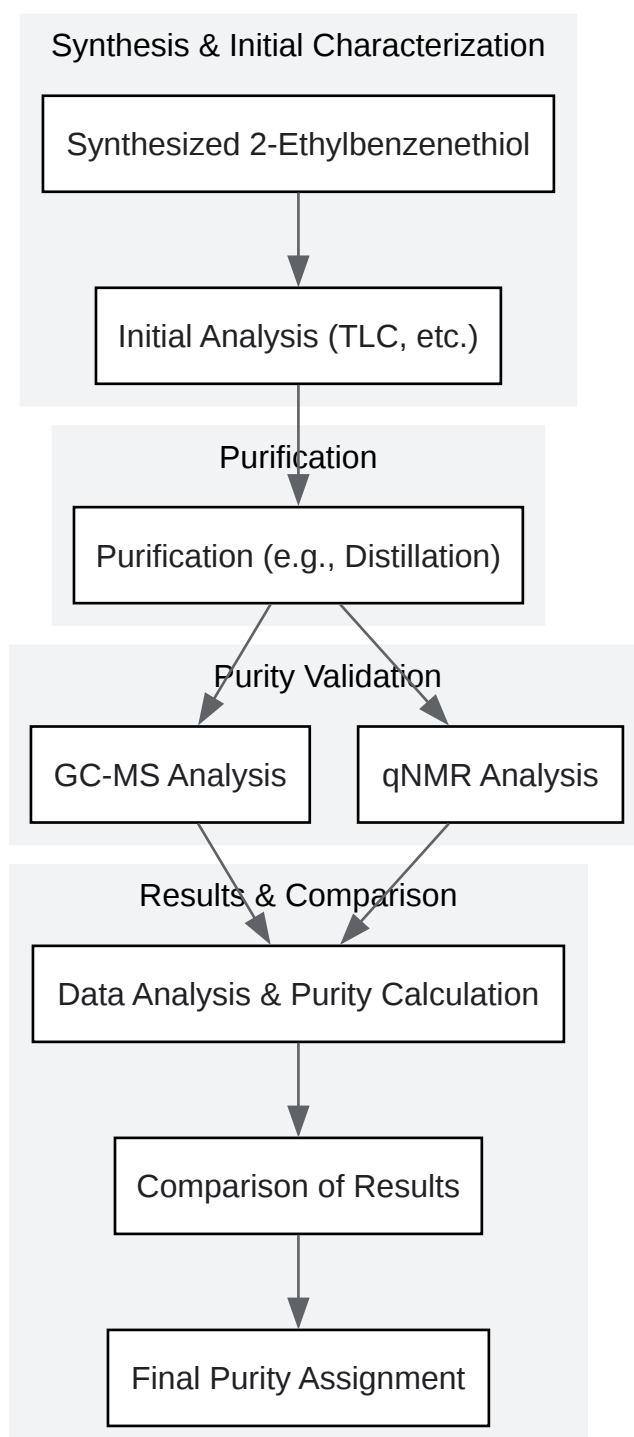 Synthesis & Initial Characterization
Synthesized 2-Ethylbenzenethiol
Initial Analysis (TLC, etc.)
Purification
Purification (e.g., Distillation)
Purity Validation
GC-MS Analysis
qNMR Analysis
Results & Comparison
Data Analysis & Purity Calculation
Comparison of Results
Final Purity Assignment